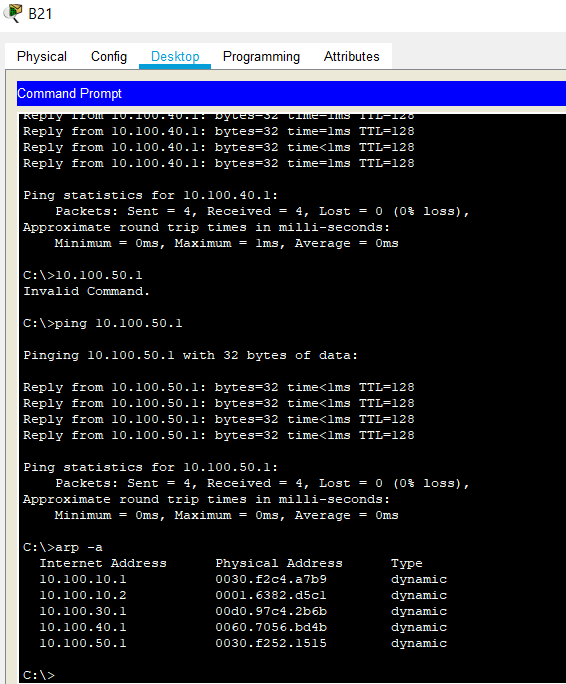 B21
Physical Config Desktop Programming Attributes
Command Prompt
Reply from 10.100.40.1: bytes=32 time=1ms TTL=128
Reply from 10.100.40.1: bytes=32 time=1ms TTL=128
Reply from 10.100.40.1: bytes=32 time<1ms TTL=128
Reply from 10.100.40.1: bytes=32 time=1ms TTL=128
Ping statistics for 10.100.40.1:
Packets: Sent = 4, Received = 4, Lost = 0 (0% loss),
Approximate round trip times in milli-seconds:
Minimum = 0ms, Maximum = 1ms, Average = 0ms
C:\>10.100.50.1
Invalid Command.
C:\>ping 10.100.50.1
Pinging 10.100.50.1 with 32 bytes of data:
Reply from 10.100.50.1: bytes=32 time<1ms TTL=128
Reply from 10.100.50.1: bytes=32 time<1ms TTL=128
Reply from 10.100.50.1: bytes=32 time<1ms TTL=128
Reply from 10.100.50.1: bytes=32 time<1ms TTL=128
Ping statistics for 10.100.50.1:
Packets: Sent = 4, Received = 4, Lost = 0 (0% loss),
Approximate round trip times in milli-seconds:
Minimum = 0ms, Maximum = 0ms, Average = 0ms
C:\>arp -a
Internet Address Physical Address Type
10.100.10.1 0030.f2c4.a7b9 dynamic
10.100.10.2 0001.6382.d5c1 dynamic
10.100.30.1 00d0.97c4.2b6b dynamic
10.100.40.1 0060.7056.bd4b dynamic
10.100.50.1 0030.f252.1515 dynamic
C:\>